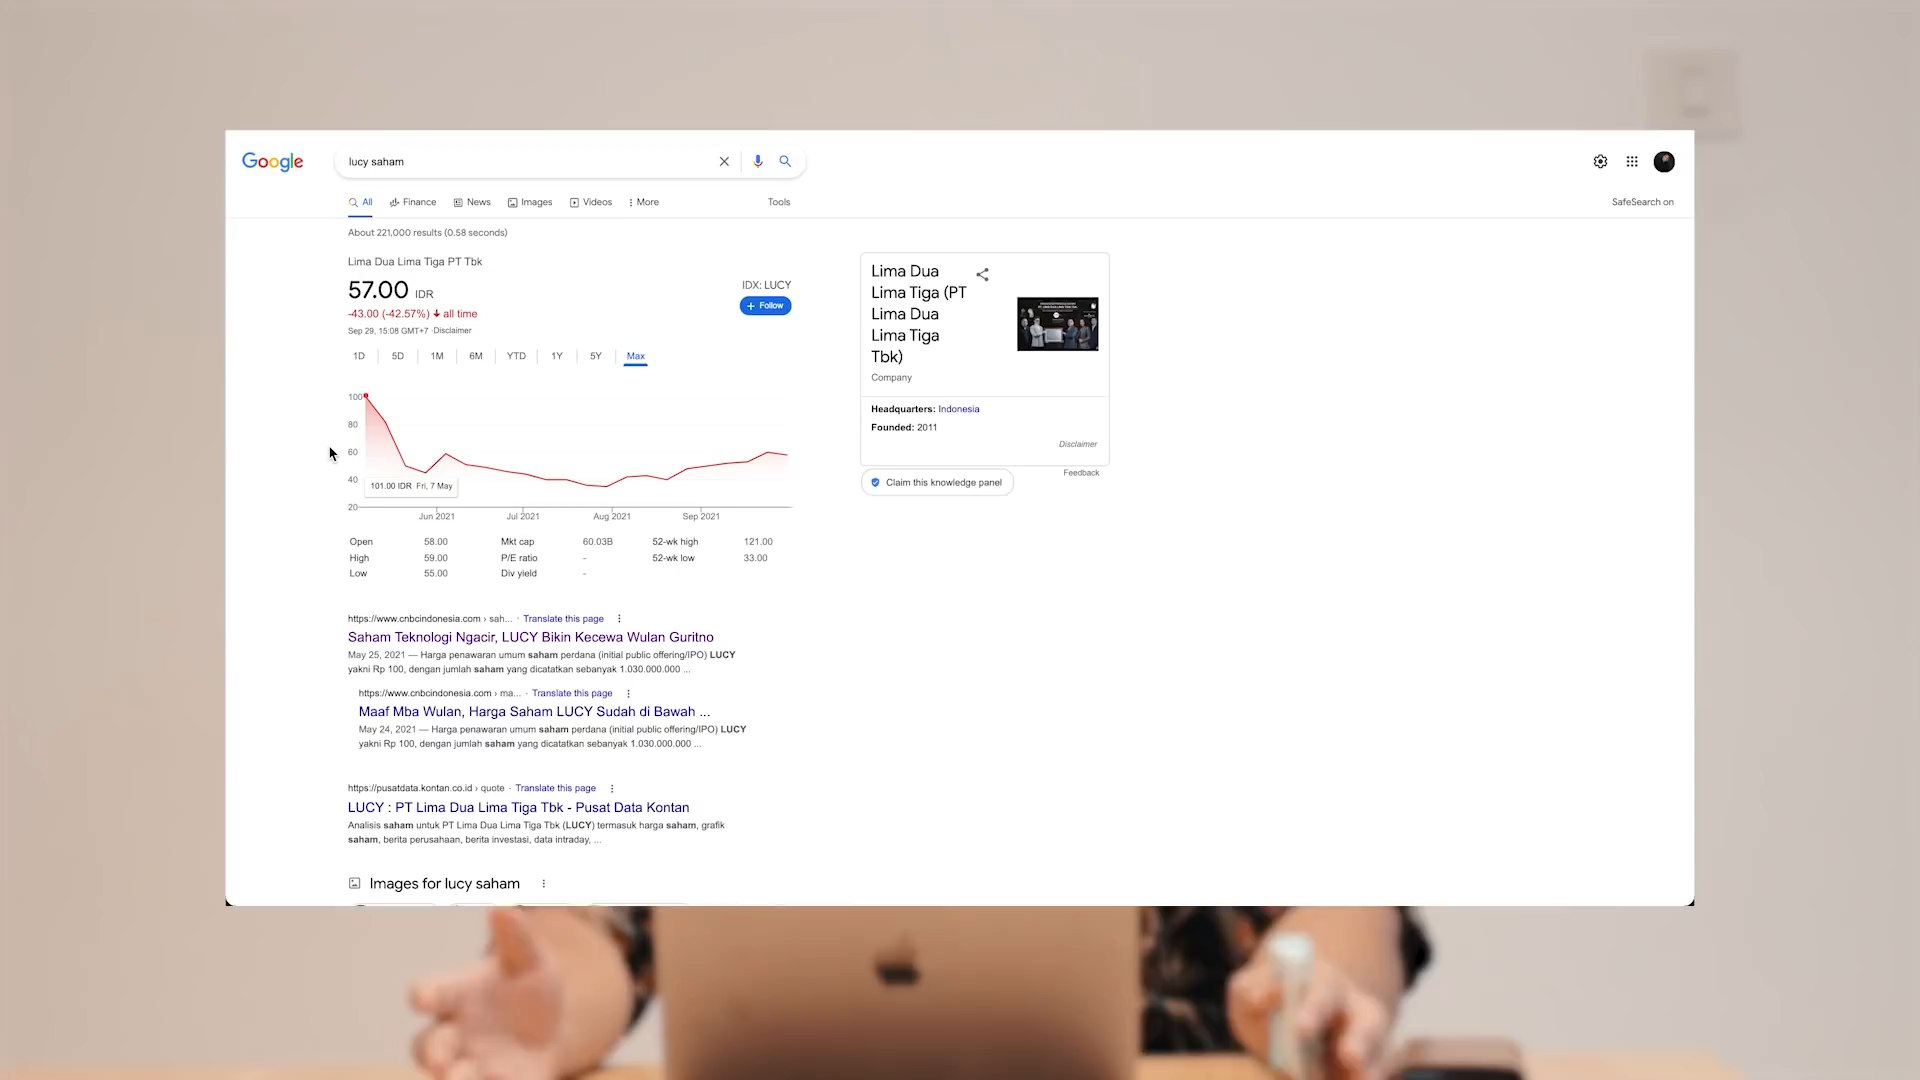 Google
lucy saham
All
Finance
News
Images
Videos
More
Tools
SafeSearch on
About 221,000 results (0.58 seconds)
Lima Dua Lima Tiga PT Tbk
57.00 IDR
IDX: LUCY
-43.00 (-42.57%) all time
+ Follow
Sep 29, 15:08 GMT+7 · Disclaimer
1D
5D
1M
6M
YTD
1Y
5Y
Max
100
80
60
40
20
101.00 IDR Fri, 7 May
Jun 2021
Jul 2021
Aug 2021
Sep 2021
Open 58.00
Mkt cap 60.03B
52-wk high 121.00
High 59.00
P/E ratio -
52-wk low 33.00
Low 55.00
Div yield -
https://www.cnbcindonesia.com › sah... · Translate this page
Saham Teknologi Ngacir, LUCY Bikin Kecewa Wulan Guritno
May 25, 2021 — Harga penawaran umum saham perdana (initial public offering/IPO) LUCY
yakni Rp 100, dengan jumlah saham yang dicatatkan sebanyak 1.030.000.000 ...
https://www.cnbcindonesia.com › ma... · Translate this page
Maaf Mba Wulan, Harga Saham LUCY Sudah di Bawah ...
May 24, 2021 — Harga penawaran umum saham perdana (initial public offering/IPO) LUCY
yakni Rp 100, dengan jumlah saham yang dicatatkan sebanyak 1.030.000.000 ...
https://pusatdata.kontan.co.id › quote · Translate this page
LUCY : PT Lima Dua Lima Tiga Tbk - Pusat Data Kontan
Analisis saham untuk PT Lima Dua Lima Tiga Tbk (LUCY) termasuk harga saham, grafik
saham, berita perusahaan, berita investasi, data intraday, ...
Images for lucy saham
Lima Dua
Lima Tiga (PT
Lima Dua
Lima Tiga
Tbk)
Company
Headquarters: Indonesia
Founded: 2011
Disclaimer
Feedback
Claim this knowledge panel